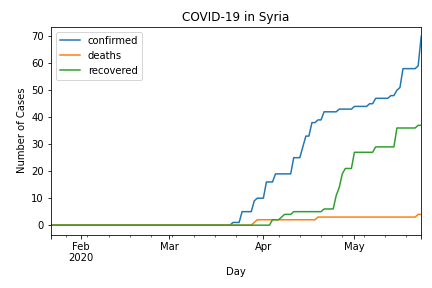 COVID-19 in Syria
confirmed
deaths
recovered
Number of Cases
70
60
50
40
30
20
10
0
Feb
2020
Mar
Apr
May
Day